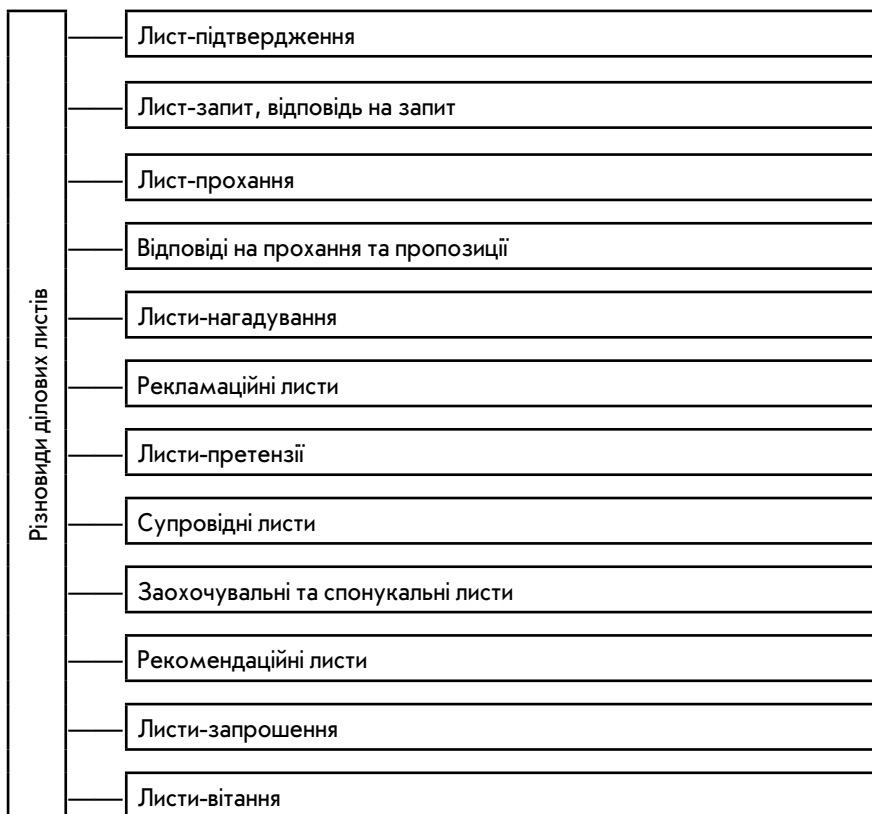 Різновиди ділових листів
Лист-підтвердження
Лист-запит, відповідь на запит
Лист-прохання
Відповіді на прохання та пропозиції
Листи-нагадування
Рекламаційні листи
Листи-претензії
Супровідні листи
Заохочувальні та спонукальні листи
Рекомендаційні листи
Листи-запрошення
Листи-вітання